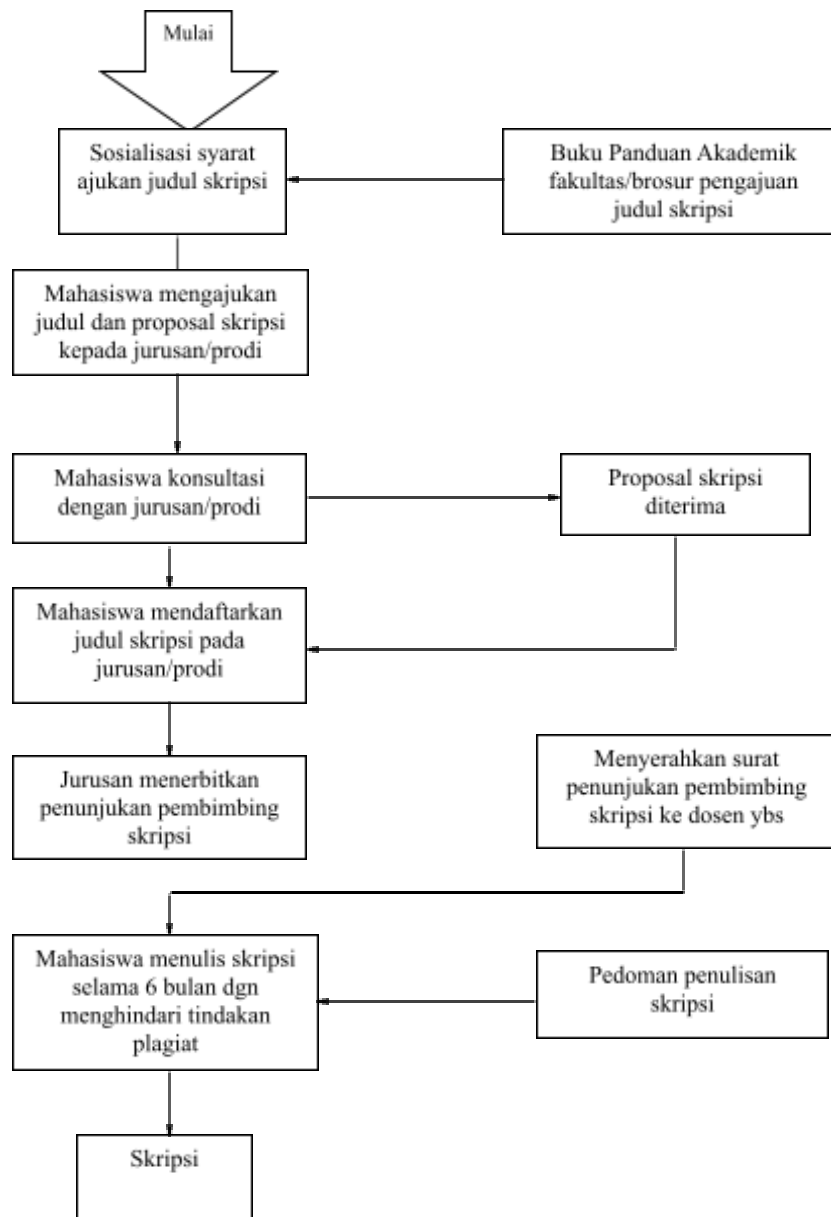 Mulai
Sosialisasi syarat
ajukan judul skripsi
Buku Panduan Akademik
fakultas/brosur pengajuan
judul skripsi
Mahasiswa mengajukan
judul dan proposal skripsi
kepada jurusan/prodi
Mahasiswa konsultasi
dengan jurusan/prodi
Proposal skripsi
diterima
Mahasiswa mendaftarkan
judul skripsi pada
jurusan/prodi
Jurusan menerbitkan
penunjukan pembimbing
skripsi
Menyerahkan surat
penunjukan pembimbing
skripsi ke dosen ybs
Mahasiswa menulis skripsi
selama 6 bulan dgn
menghindari tindakan
plagiat
Pedoman penulisan
skripsi
Skripsi